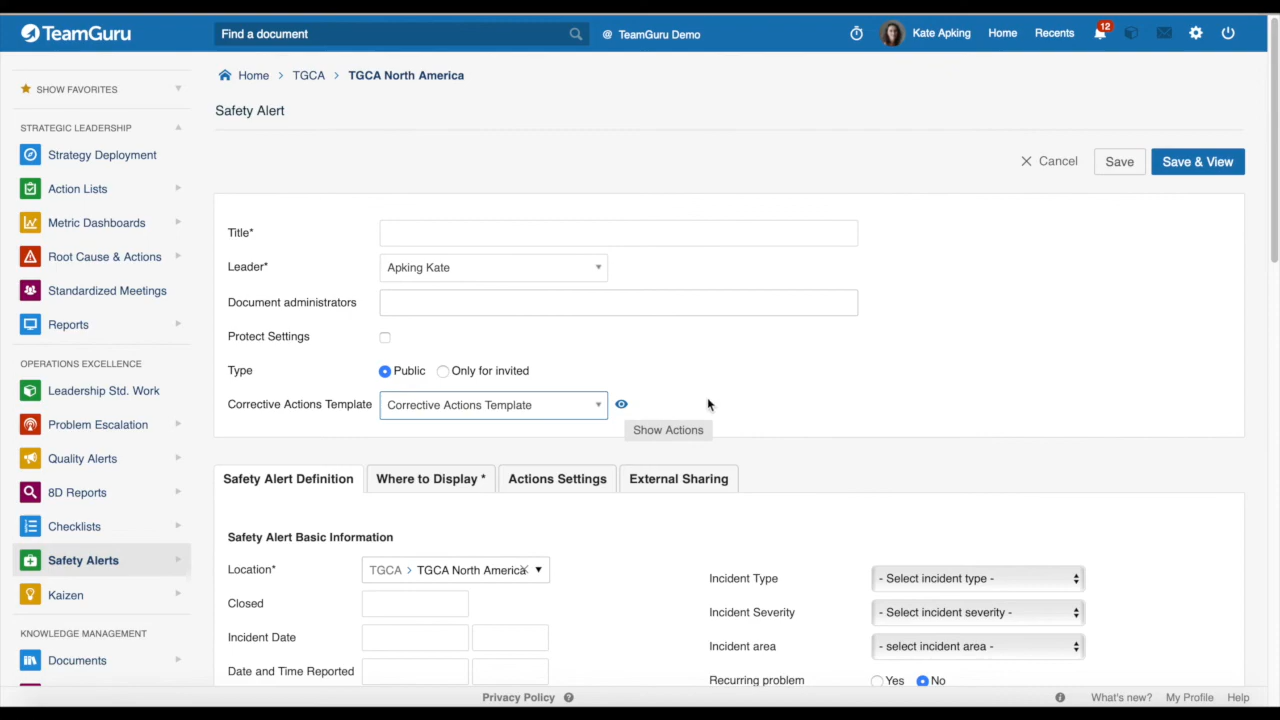 TeamGuru
Find a document
@ TeamGuru Demo
Kate Apking
Home
Recents
12
SHOW FAVORITES
STRATEGIC LEADERSHIP
Strategy Deployment
Action Lists
Metric Dashboards
Root Cause & Actions
Standardized Meetings
Reports
OPERATIONS EXCELLENCE
Leadership Std. Work
Problem Escalation
Quality Alerts
8D Reports
Checklists
Safety Alerts
Kaizen
KNOWLEDGE MANAGEMENT
Documents
Home > TGCA > TGCA North America
Safety Alert
Cancel
Save
Save & View
Title*
Leader*
Apking Kate
Document administrators
Protect Settings
Type
Public
Only for invited
Corrective Actions Template
Corrective Actions Template
Show Actions
Safety Alert Definition
Where to Display *
Actions Settings
External Sharing
Safety Alert Basic Information
Location*
TGCA > TGCA North America
Closed
Incident Date
Date and Time Reported
Incident Type
- Select incident type -
Incident Severity
- Select incident severity -
Incident area
- select incident area -
Recurring problem
Yes
No
Privacy Policy
What's new?
My Profile
Help